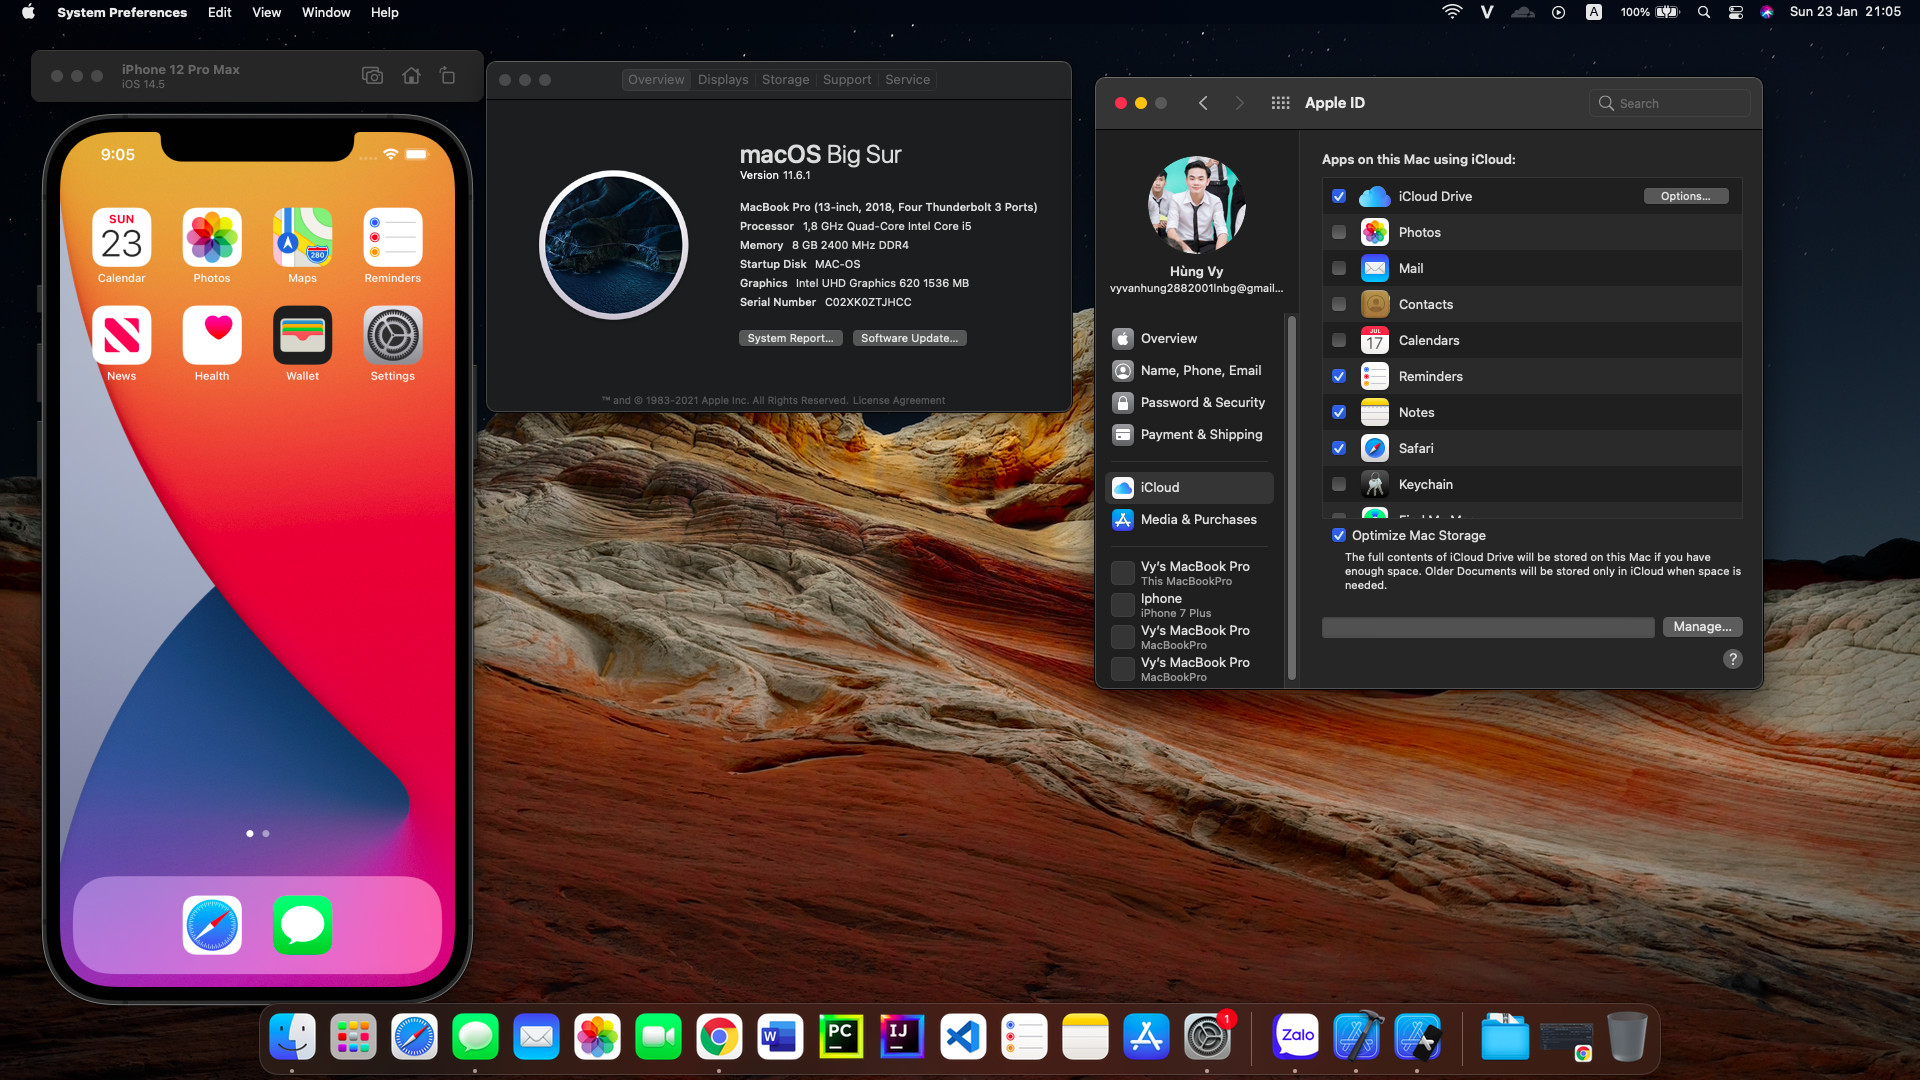 System Preferences Edit View Window Help
V A 100% Sun 23 Jan 21:05
iPhone 12 Pro Max
iOS 14.5
9:05
SUN
23
280
Calendar Photos Maps Reminders
News Health Wallet Settings
Overview Displays Storage Support Service
macOS Big Sur
Version 11.6.1
MacBook Pro (13-inch, 2018, Four Thunderbolt 3 Ports)
Processor 1,8 GHz Quad-Core Intel Core i5
Memory 8 GB 2400 MHz DDR4
Startup Disk MAC-OS
Graphics Intel UHD Graphics 620 1536 MB
Serial Number C02XK0ZTJHCC
System Report... Software Update...
™ and © 1983-2021 Apple Inc. All Rights Reserved. License Agreement
Apple ID
Search
Hùng Vy
vyvanhung2882001lnbg@gmail...
Overview
Name, Phone, Email
Password & Security
Payment & Shipping
iCloud
Media & Purchases
Vy's MacBook Pro
This MacBookPro
Iphone
iPhone 7 Plus
Vy's MacBook Pro
MacBookPro
Vy's MacBook Pro
MacBookPro
Apps on this Mac using iCloud:
iCloud Drive Options...
Photos
Mail
Contacts
JUL
17
Calendars
Reminders
Notes
Safari
Keychain
Optimize Mac Storage
The full contents of iCloud Drive will be stored on this Mac if you have
enough space. Older Documents will be stored only in iCloud when space is
needed.
Manage...
?
W PC IJ 1 Zalo